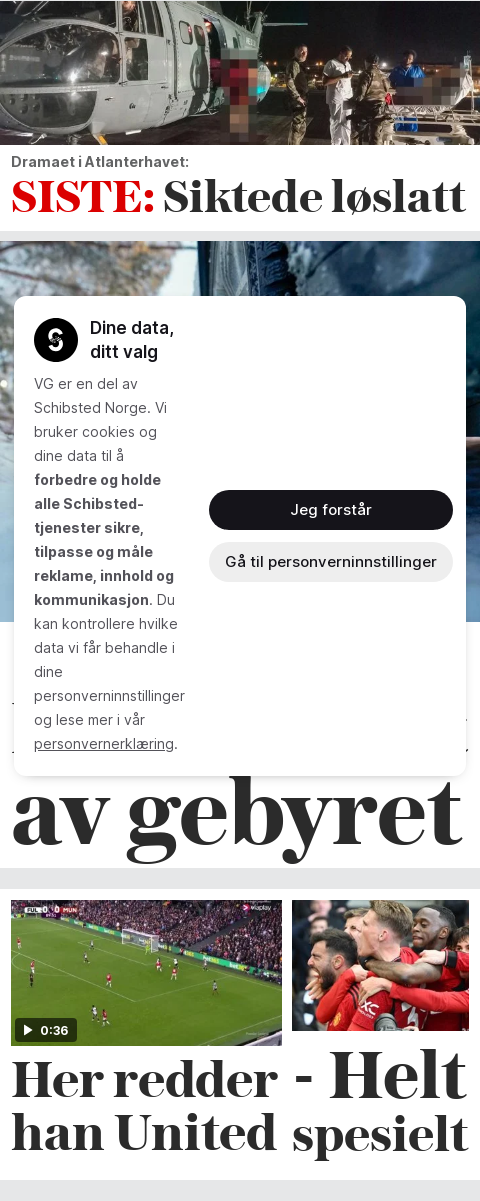 Dramaet i Atlanterhavet:
SISTE: Siktede løslatt
Dine data,
ditt valg
VG er en del av
Schibsted Norge. Vi
bruker cookies og
dine data til å
forbedre og holde
alle Schibsted-
tjenester sikre,
tilpasse og måle
reklame, innhold og
kommunikasjon. Du
kan kontrollere hvilke
data vi får behandle i
dine
personverninnstillinger
og lese mer i vår
personvernerklæring.
Jeg forstår
Gå til personverninnstillinger
av gebyret
FUL 0 0 MUN
viaplay
0:36
Her redder
han United
- Helt
spesielt